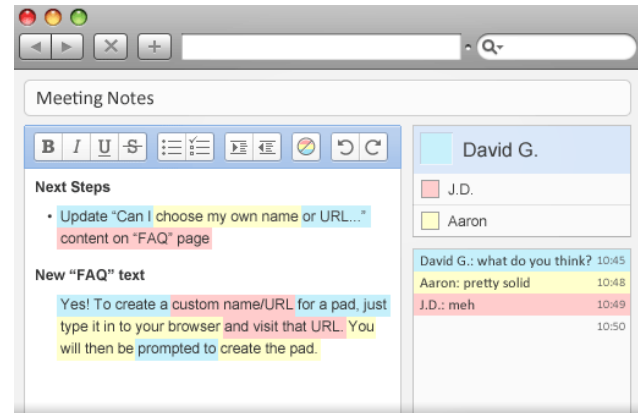 Meeting Notes
B I U S
David G.
J.D.
Aaron
Next Steps
• Update “Can I choose my own name or URL...”
content on “FAQ” page
New “FAQ” text
Yes! To create a custom name/URL for a pad, just
type it in to your browser and visit that URL. You
will then be prompted to create the pad.
David G.: what do you think? 10:45
Aaron: pretty solid 10:48
J.D.: meh 10:49
10:50